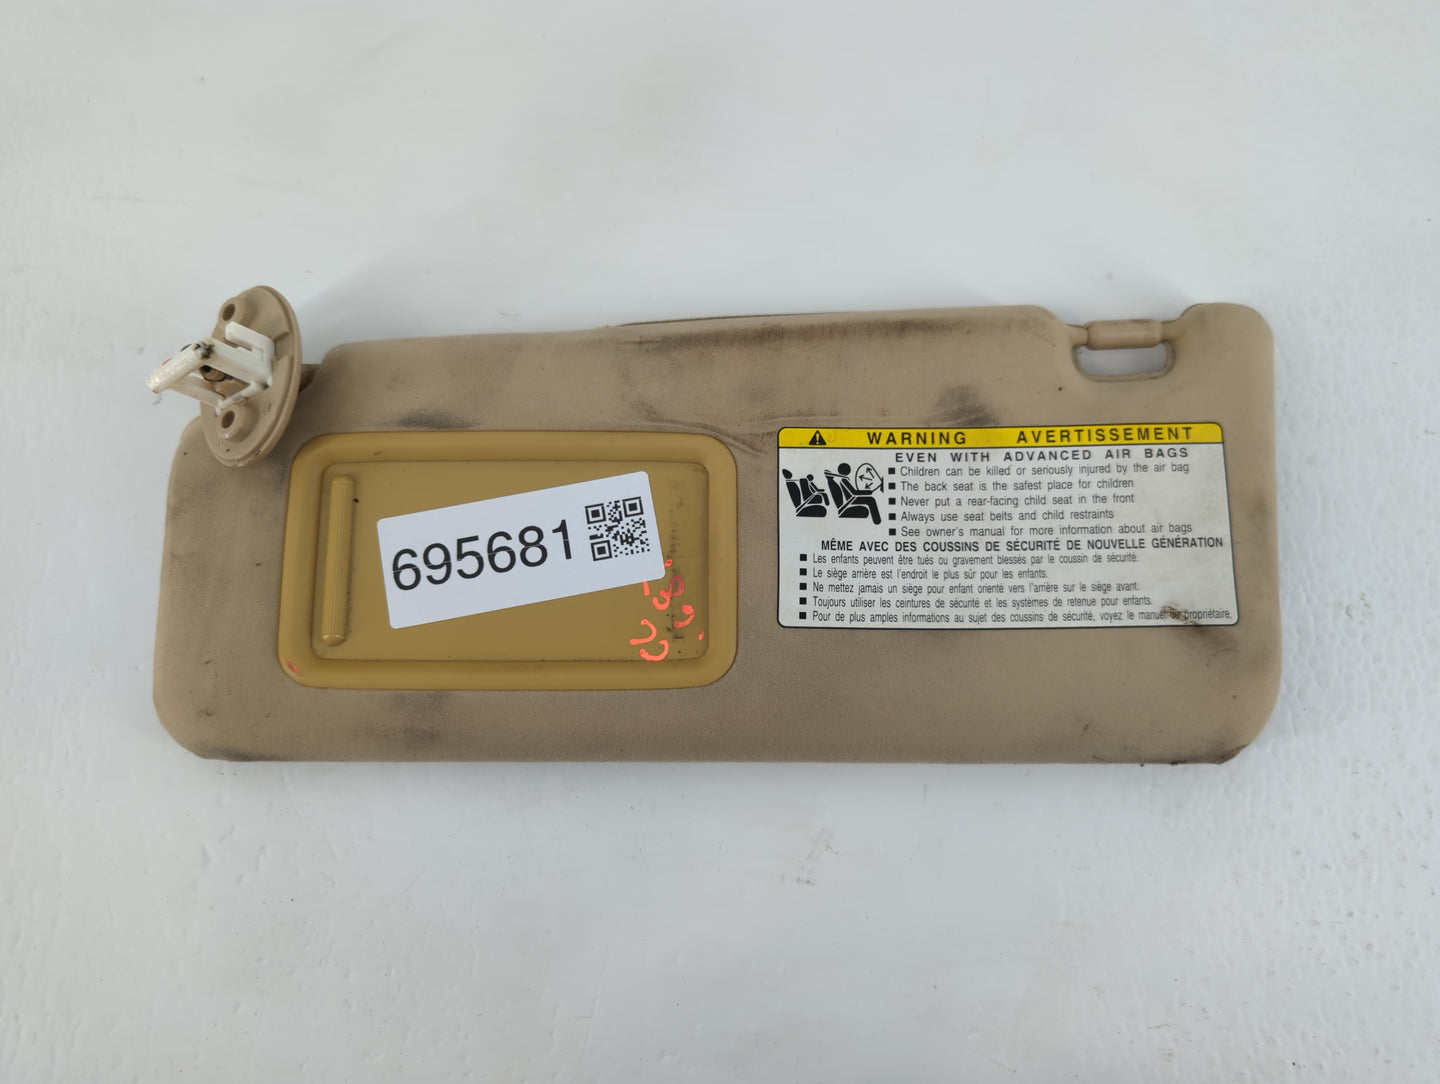 695681
WARNING AVERTISSEMENT
EVEN WITH ADVANCED AIR BAGS
■ Children can be killed or seriously injured by the air bag
■ The back seat is the safest place for children
■ Never put a rear-facing child seat in the front
■ Always use seat belts and child restraints
■ See owner's manual for more information about air bags
MÊME AVEC DES COUSSINS DE SÉCURITÉ DE NOUVELLE GÉNÉRATION
■ Les enfants peuvent être tués ou gravement blessés par le coussin de sécurité.
■ Le siège arrière est l'endroit le plus sûr pour les enfants.
■ Ne mettez jamais un siège pour enfant orienté vers l'arrière sur le siège avant.
■ Toujours utiliser les ceintures de sécurité et les systèmes de retenue pour enfants.
■ Pour de plus amples informations au sujet des coussins de sécurité, voyez le manuel du propriétaire.